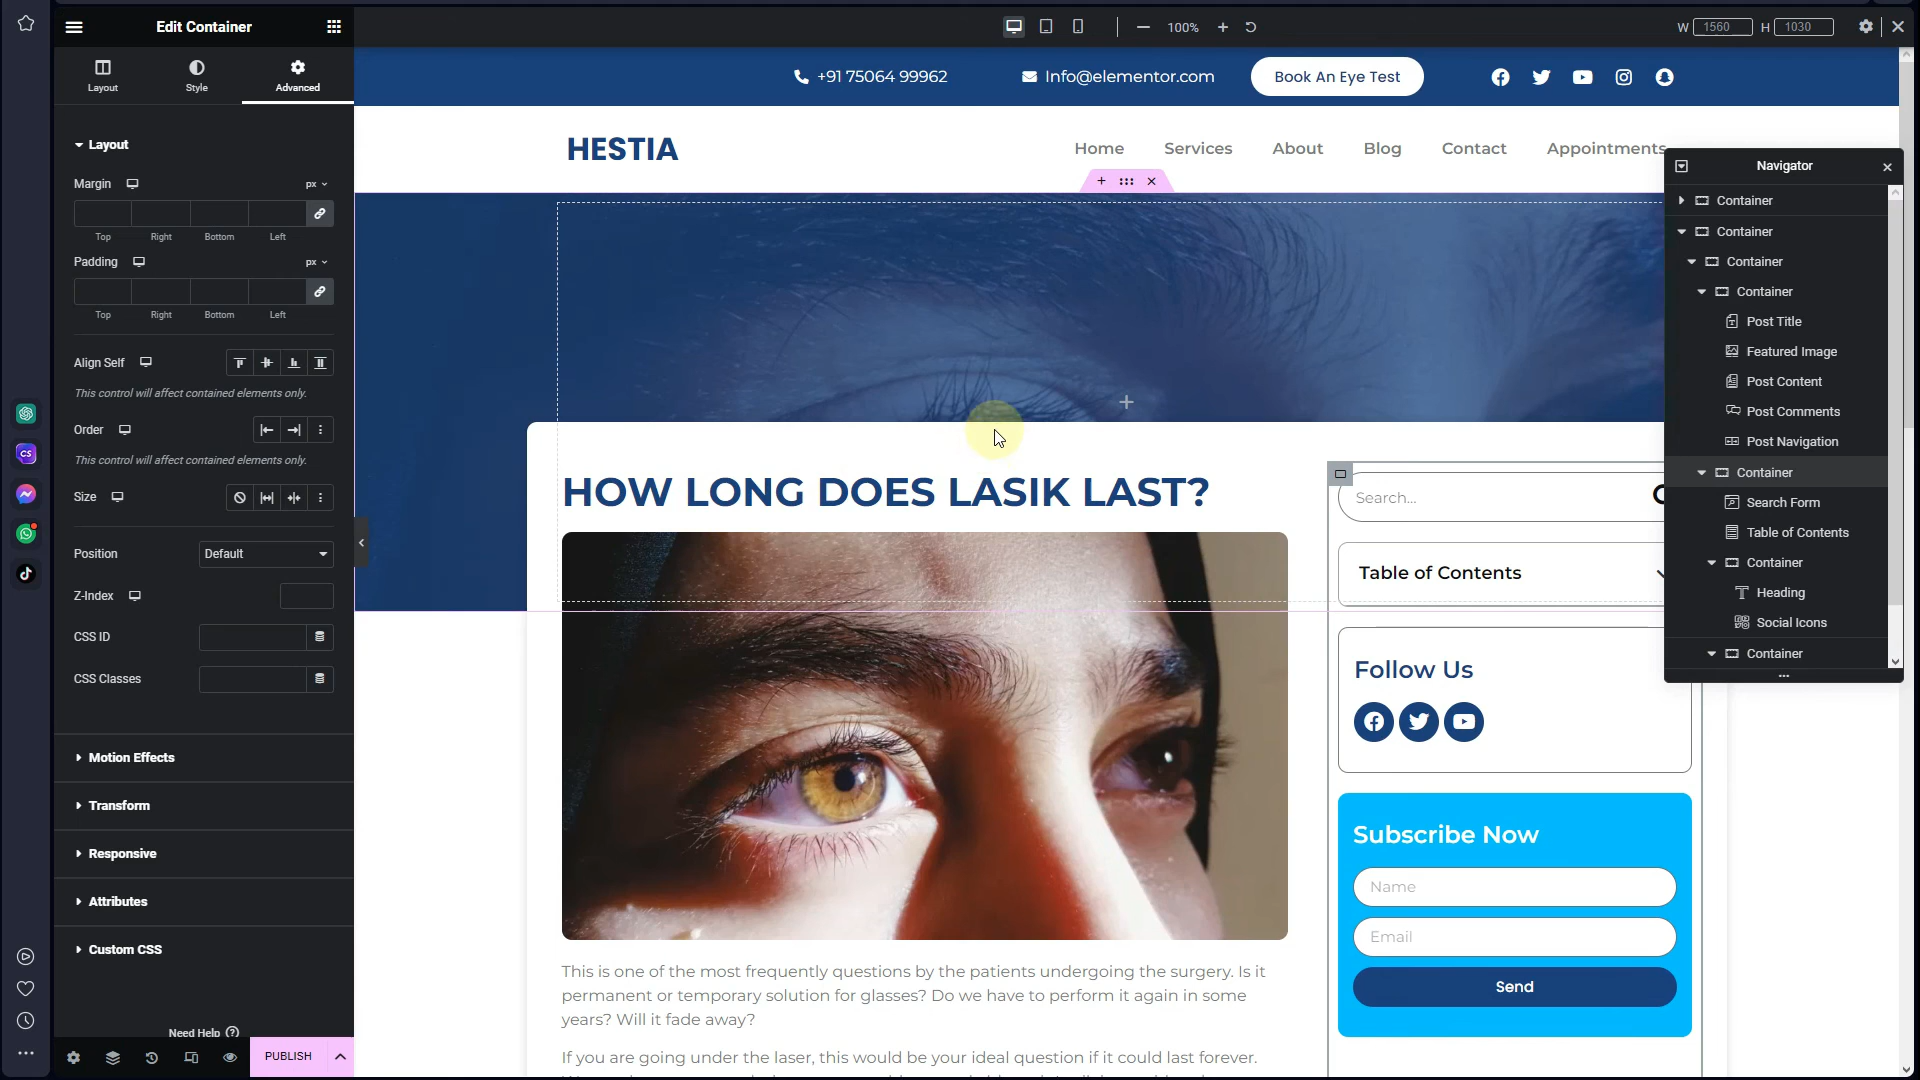 Edit Container
100%
W 1560 H 1030
Layout
Style
Advanced
+91 75064 99962
Info@elementor.com
Book An Eye Test
HESTIA
Home
Services
About
Blog
Contact
Appointments
Layout
Margin
px
Top
Right
Bottom
Left
Padding
px
Top
Right
Bottom
Left
Align Self
This control will affect contained elements only.
Order
This control will affect contained elements only.
Size
Position
Default
Z-Index
CSS ID
CSS Classes
Motion Effects
Transform
Responsive
Attributes
Custom CSS
Need Help
PUBLISH
CS
HOW LONG DOES LASIK LAST?
This is one of the most frequently questions by the patients undergoing the surgery. Is it
permanent or temporary solution for glasses? Do we have to perform it again in some
years? Will it fade away?
If you are going under the laser, this would be your ideal question if it could last forever.
Search...
Table of Contents
Follow Us
Subscribe Now
Name
Email
Send
Navigator
Container
Container
Container
Container
Post Title
Featured Image
Post Content
Post Comments
Post Navigation
Container
Search Form
Table of Contents
Container
Heading
Social Icons
Container